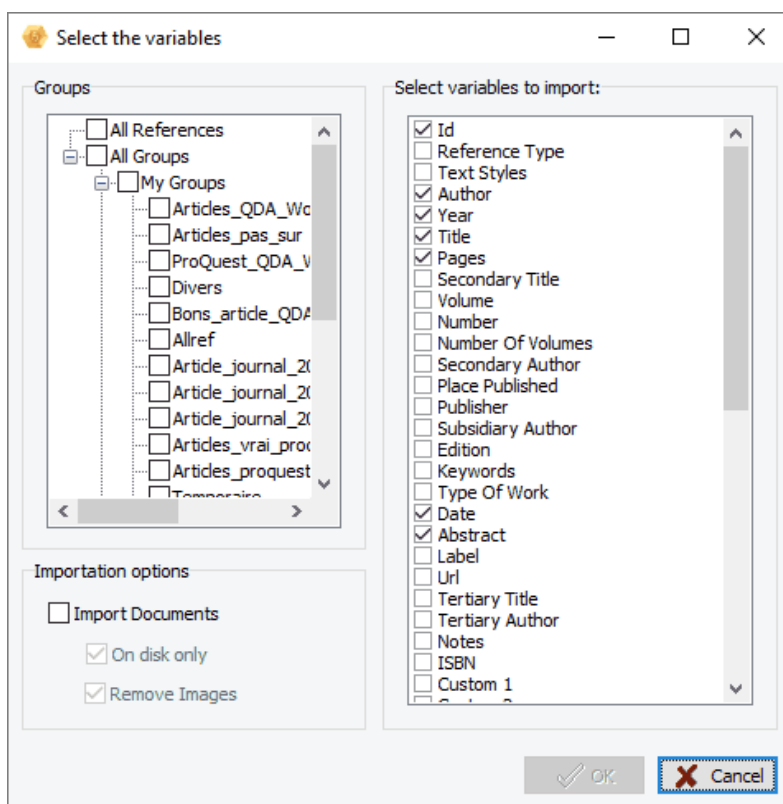 Select the variables
Groups
All References
All Groups
My Groups
Articles_QDA_Wo
Articles_pas_sur
ProQuest_QDA_W
Divers
Bons_article_QDA
Allref
Article_journal_20
Article_journal_20
Article_journal_20
Articles_vrai_proq
Articles_proquest
Temporaire
Importation options
Import Documents
On disk only
Remove Images
Select variables to import:
Id
Reference Type
Text Styles
Author
Year
Title
Pages
Secondary Title
Volume
Number
Number Of Volumes
Secondary Author
Place Published
Publisher
Subsidiary Author
Edition
Keywords
Type Of Work
Date
Abstract
Label
Url
Tertiary Title
Tertiary Author
Notes
ISBN
Custom 1
OK
Cancel